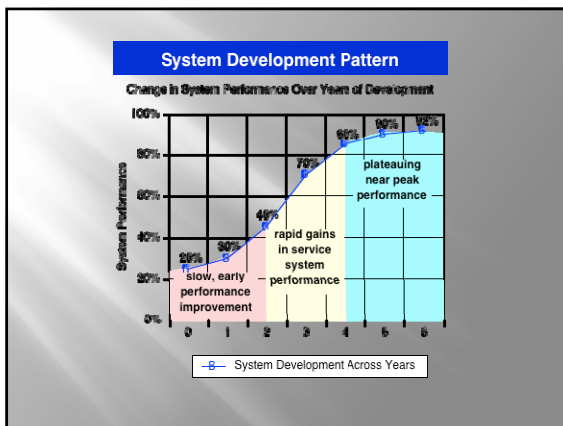 System Development Pattern
Change in System Performance Over Years of Development
100%
80%
60%
40%
20%
0%
System Performance
25%
30%
45%
70%
85%
90%
92%
slow, early
performance
improvement
rapid gains
in service
system
performance
plateauing
near peak
performance
0 1 2 3 4 5 6
B System Development Across Years